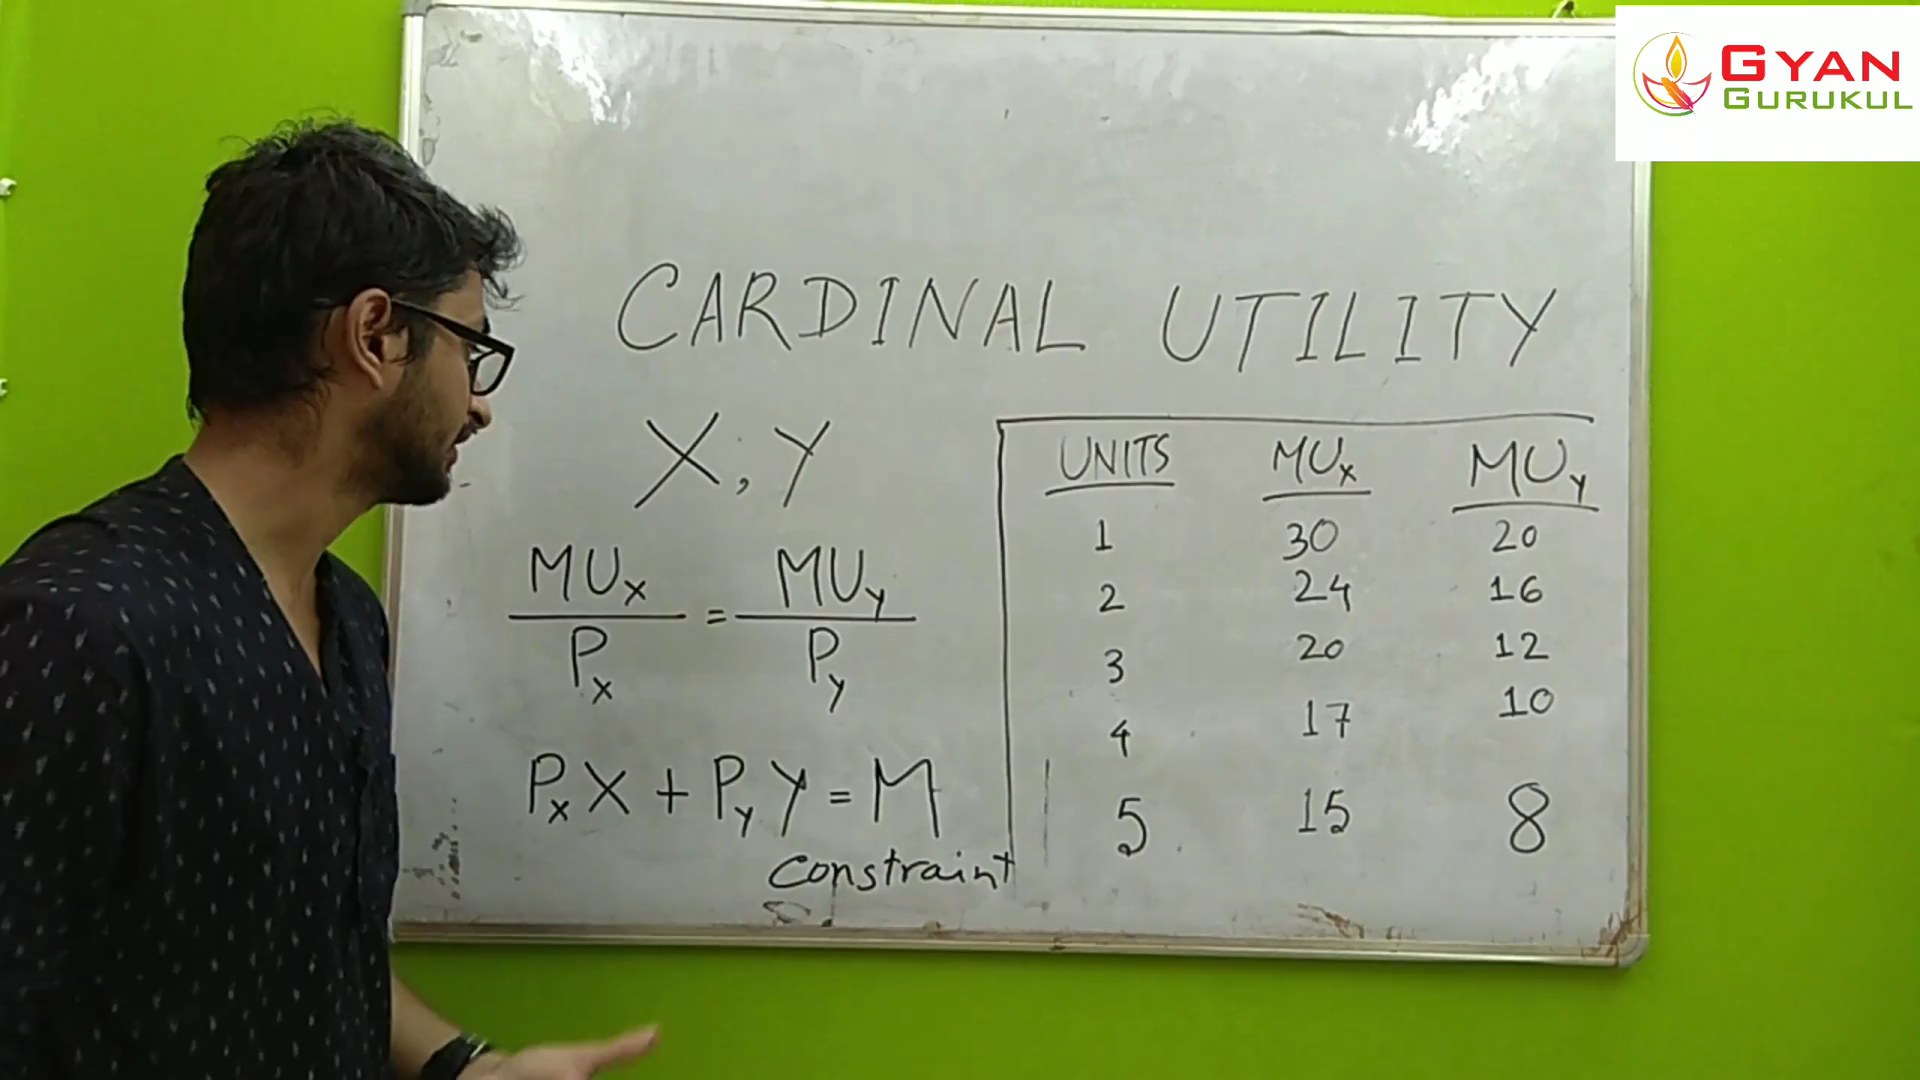 GYAN
GURUKUL
CARDINAL UTILITY
X, Y
MUx / Px = MUy / Py
PxX + PyY = M
constraint
UNITS MUx MUy
1 30 20
2 24 16
3 20 12
4 17 10
5 15 8